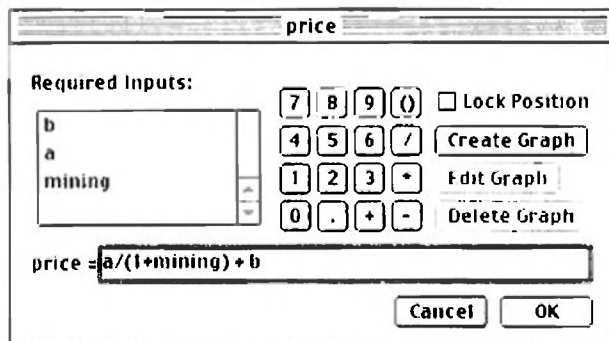 price
Required Inputs:
b
a
mining
7 8 9 ()
4 5 6 /
1 2 3 *
0 . + -
Lock Position
Create Graph
Edit Graph
Delete Graph
price = a/(1+mining) + b
Cancel OK